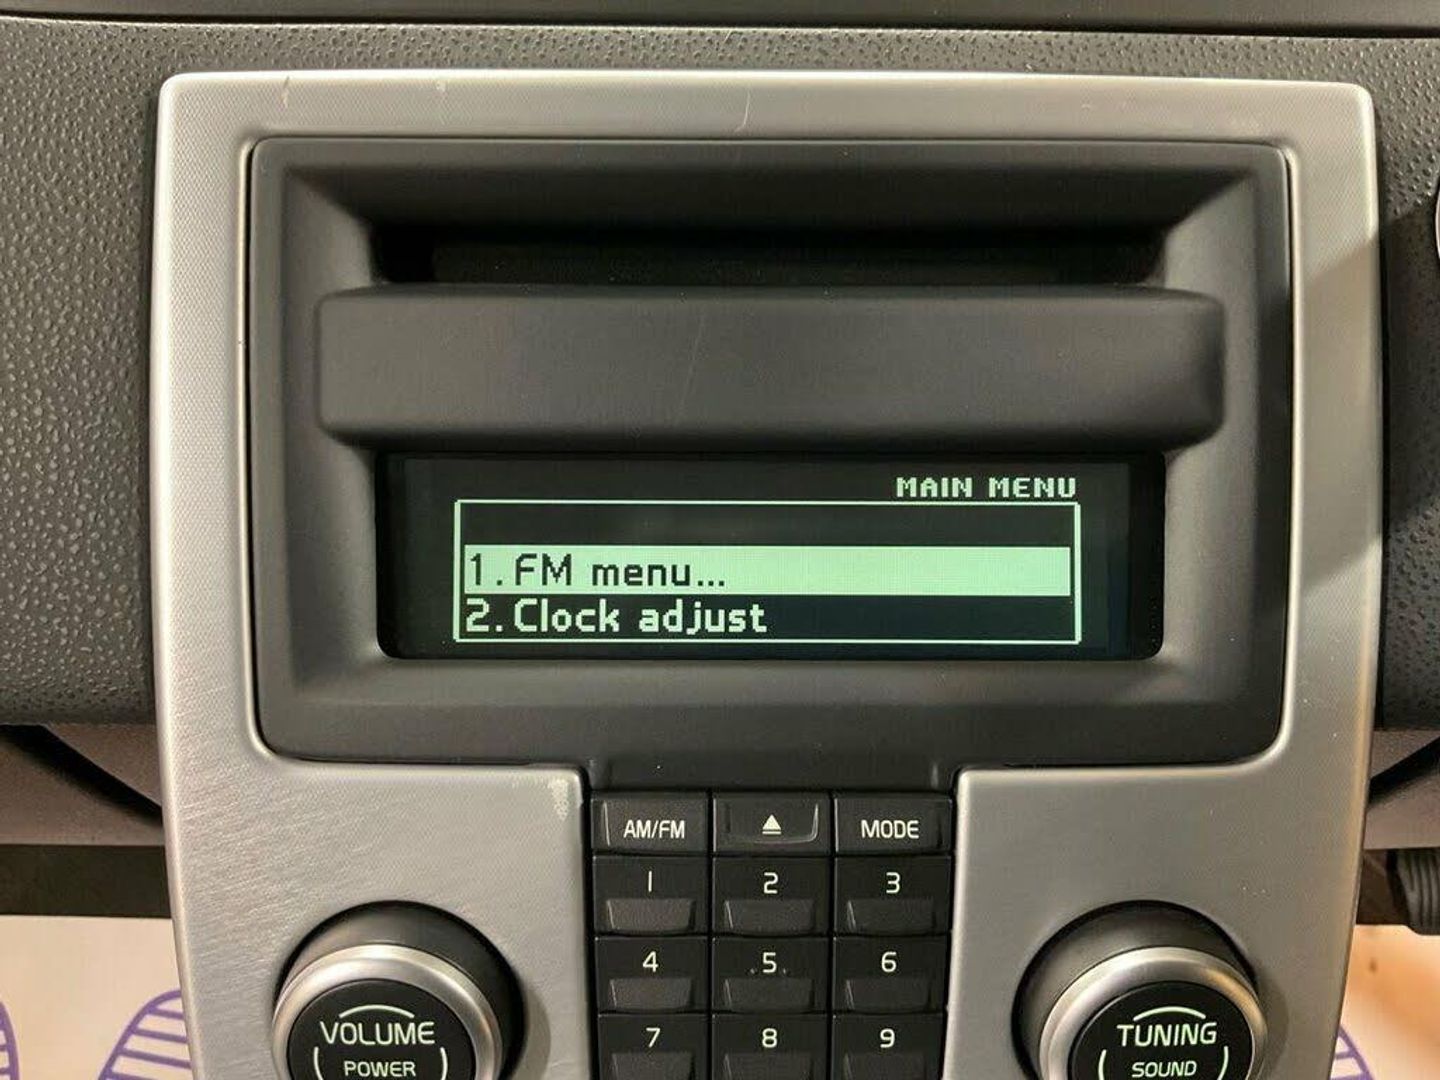 MAIN MENU
1. FM menu...
2. Clock adjust
AM/FM
MODE
1 2 3
4 5 6
7 8 9
VOLUME
POWER
TUNING
SOUND